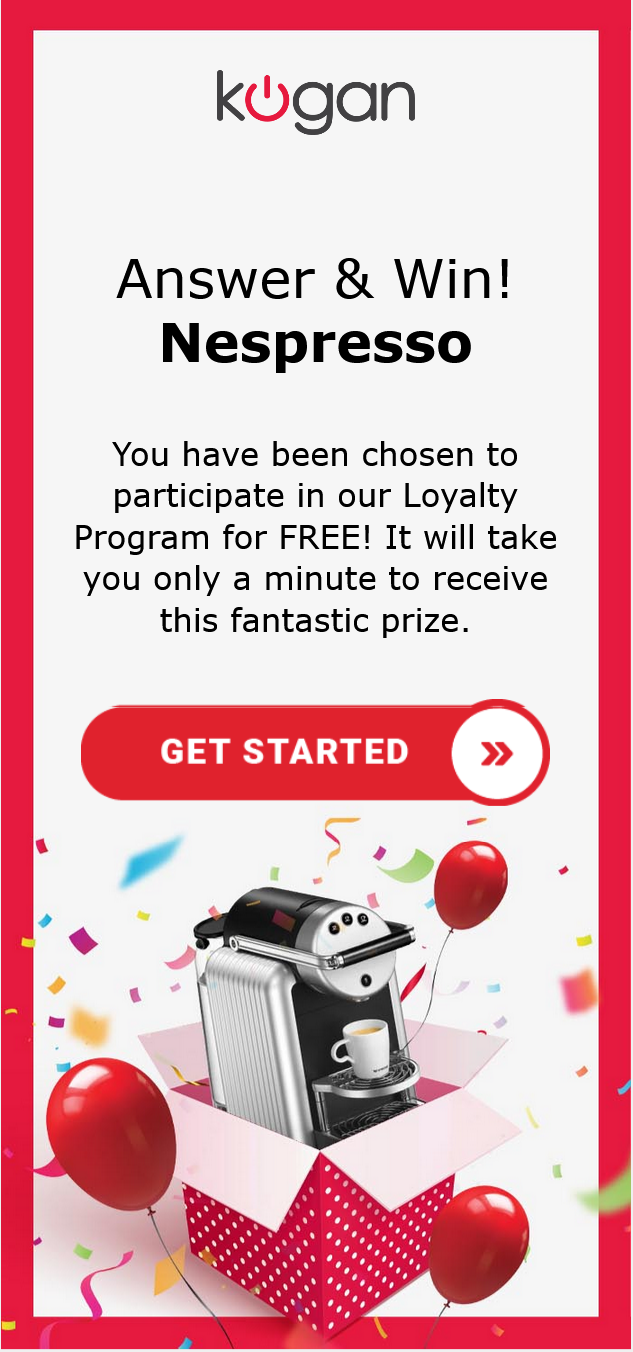 kogan
Answer & Win!
Nespresso
You have been chosen to
participate in our Loyalty
Program for FREE! It will take
you only a minute to receive
this fantastic prize.
GET STARTED